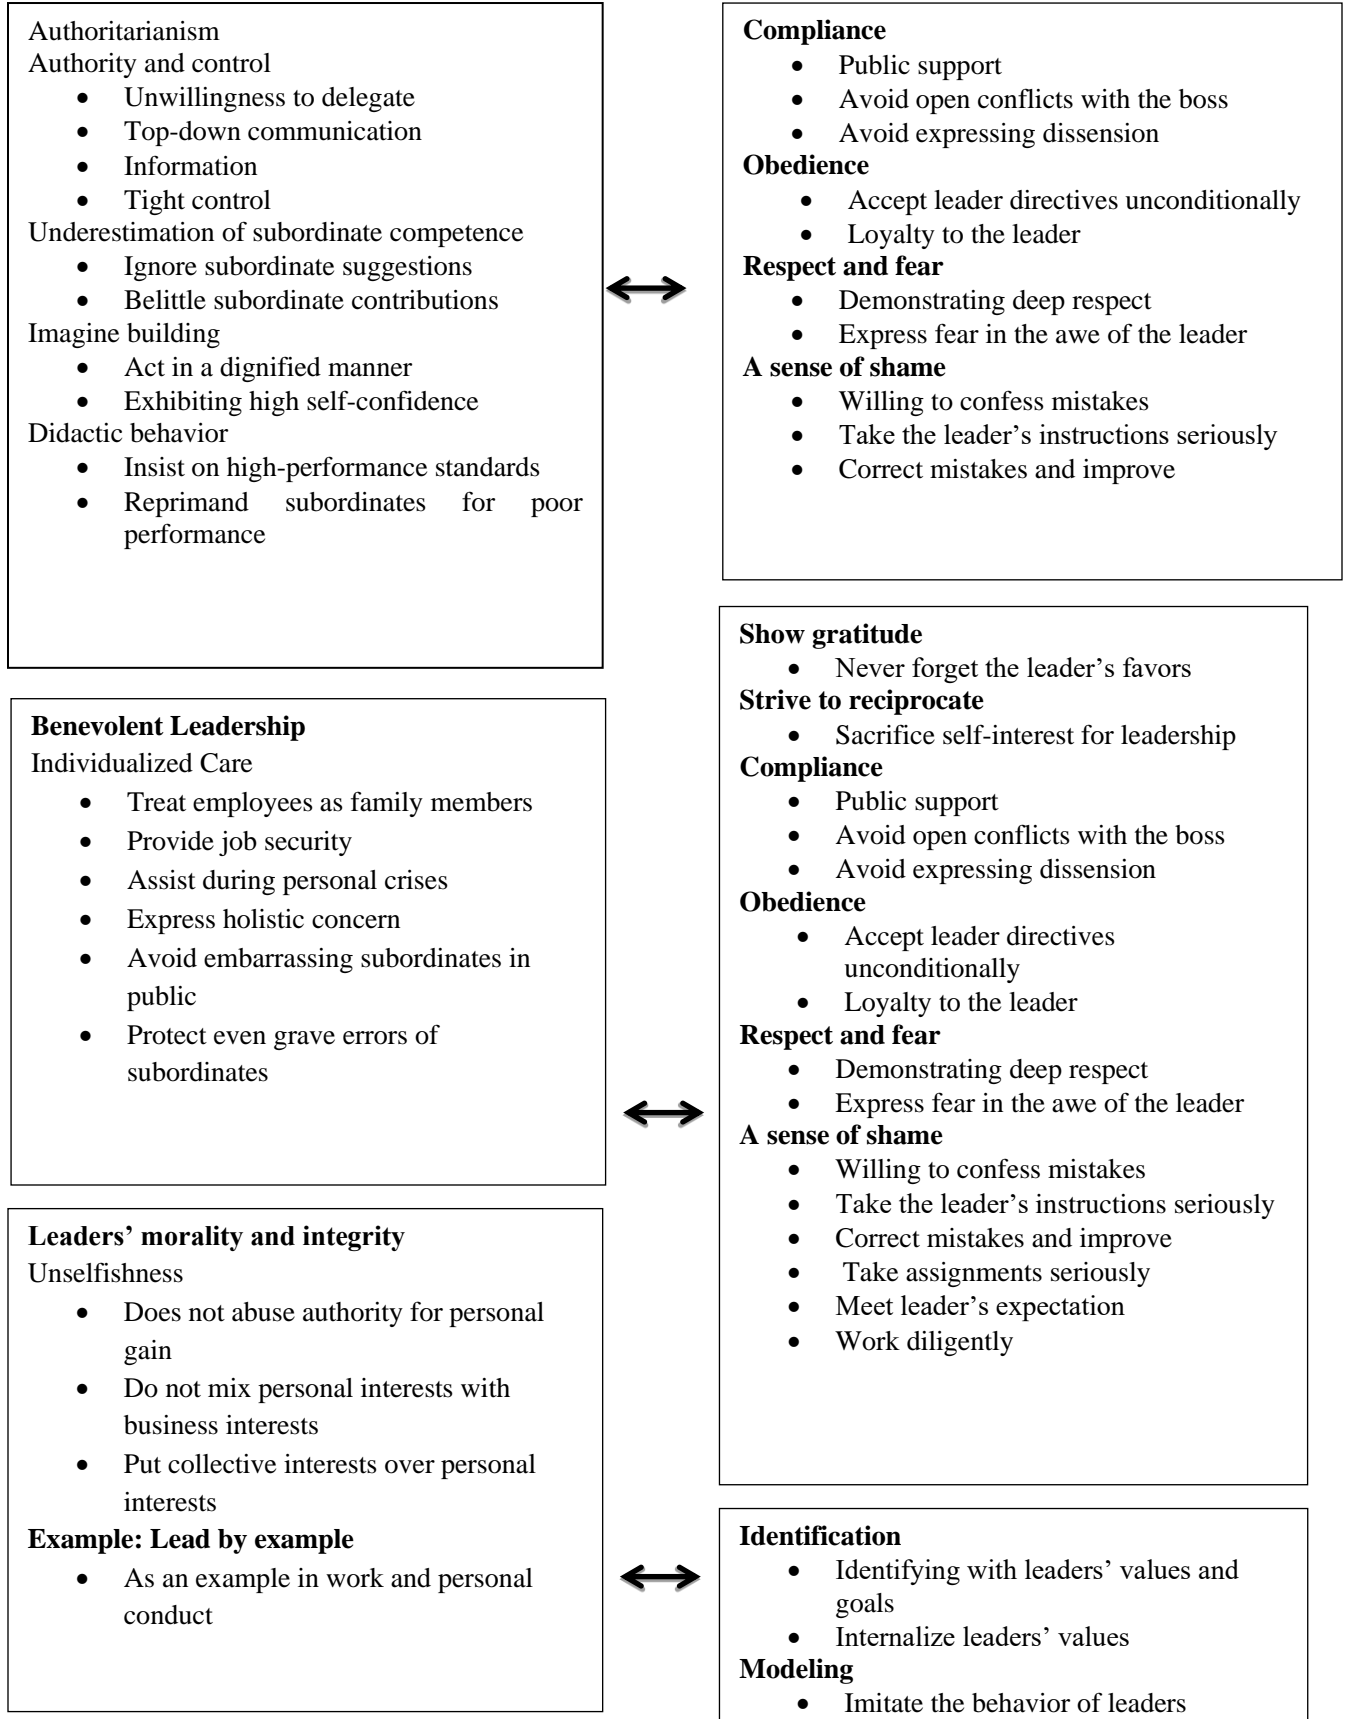 Authoritarianism
Authority and control
• Unwillingness to delegate
• Top-down communication
• Information
• Tight control
Underestimation of subordinate competence
• Ignore subordinate suggestions
• Belittle subordinate contributions
Imagine building
• Act in a dignified manner
• Exhibiting high self-confidence
Didactic behavior
• Insist on high-performance standards
• Reprimand subordinates for poor
performance
Compliance
• Public support
• Avoid open conflicts with the boss
• Avoid expressing dissension
Obedience
• Accept leader directives unconditionally
• Loyalty to the leader
Respect and fear
• Demonstrating deep respect
• Express fear in the awe of the leader
A sense of shame
• Willing to confess mistakes
• Take the leader’s instructions seriously
• Correct mistakes and improve
Benevolent Leadership
Individualized Care
• Treat employees as family members
• Provide job security
• Assist during personal crises
• Express holistic concern
• Avoid embarrassing subordinates in
public
• Protect even grave errors of
subordinates
Show gratitude
• Never forget the leader’s favors
Strive to reciprocate
• Sacrifice self-interest for leadership
Compliance
• Public support
• Avoid open conflicts with the boss
• Avoid expressing dissension
Obedience
• Accept leader directives
unconditionally
• Loyalty to the leader
Respect and fear
• Demonstrating deep respect
• Express fear in the awe of the leader
A sense of shame
• Willing to confess mistakes
• Take the leader’s instructions seriously
• Correct mistakes and improve
• Take assignments seriously
• Meet leader’s expectation
• Work diligently
Leaders’ morality and integrity
Unselfishness
• Does not abuse authority for personal
gain
• Do not mix personal interests with
business interests
• Put collective interests over personal
interests
Example: Lead by example
• As an example in work and personal
conduct
Identification
• Identifying with leaders’ values and
goals
• Internalize leaders’ values
Modeling
• Imitate the behavior of leaders